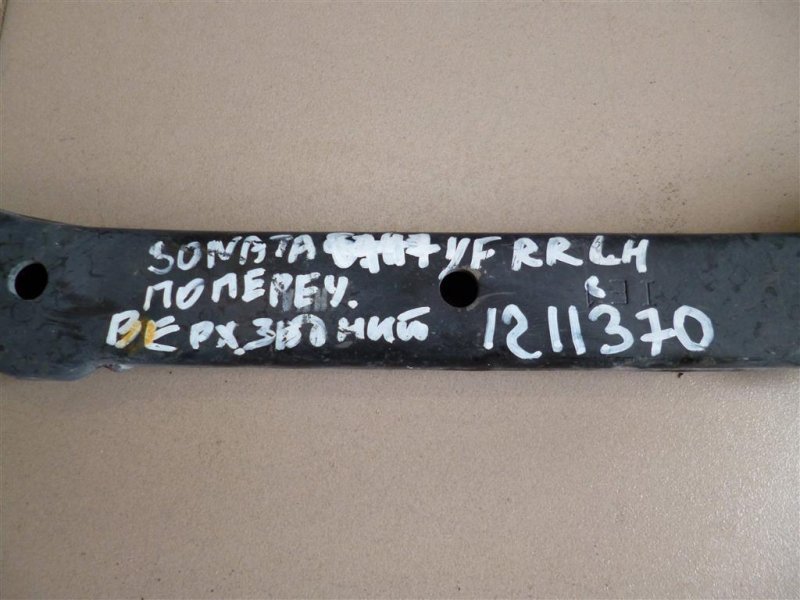 SONATA YF RR LH
ПОПЕРЕЧ.
ВЕРХ.ЗАДНИЙ 1211370